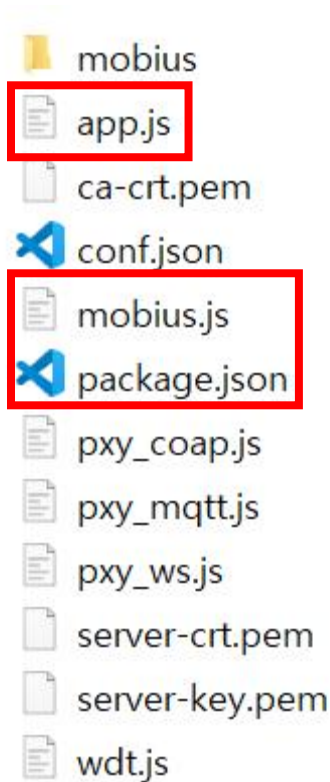 mobius
app.js
ca-crt.pem
conf.json
mobius.js
package.json
pxy_coap.js
pxy_mqtt.js
pxy_ws.js
server-crt.pem
server-key.pem
wdt.js